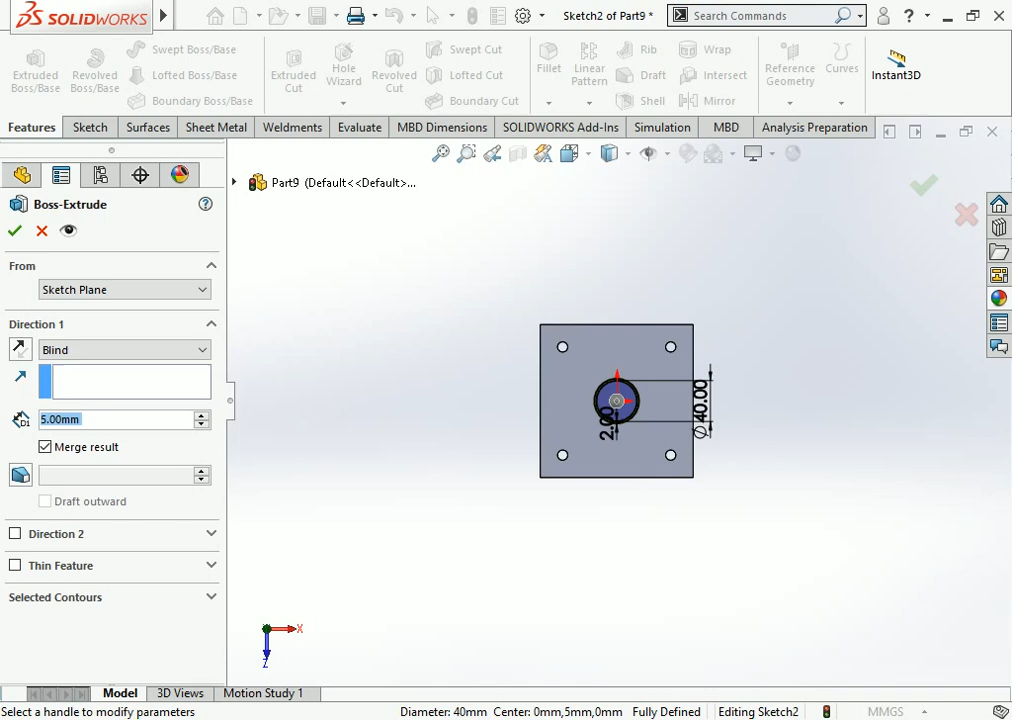 SOLIDWORKS
Sketch2 of Part9 *
Search Commands
?
Extruded Boss/Base
Revolved Boss/Base
Swept Boss/Base
Lofted Boss/Base
Boundary Boss/Base
Extruded Cut
Hole Wizard
Revolved Cut
Swept Cut
Lofted Cut
Boundary Cut
Fillet
Linear Pattern
Rib
Draft
Shell
Wrap
Intersect
Mirror
Reference Geometry
Curves
Instant3D
Features Sketch Surfaces Sheet Metal Weldments Evaluate MBD Dimensions SOLIDWORKS Add-Ins Simulation MBD Analysis Preparation
Part9 (Default<<Default>...
Boss-Extrude
From
Sketch Plane
Direction 1
Blind
5.00mm
Merge result
Draft outward
Direction 2
Thin Feature
Selected Contours
2.00
Ø40.00
X
Z
Model 3D Views Motion Study 1
Select a handle to modify parameters
Diameter: 40mm Center: 0mm,5mm,0mm Fully Defined Editing Sketch2 MMGS